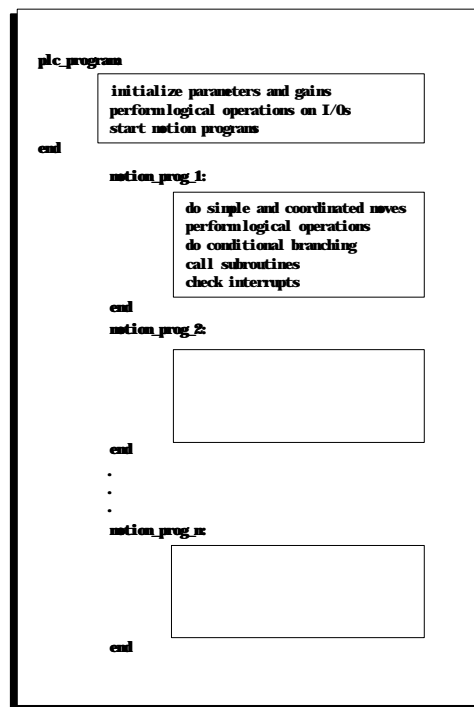 plc_program
initialize parameters and gains
perform logical operations on I/Os
start motion programs
end
motion_prog_1:
do simple and coordinated moves
perform logical operations
do conditional branching
call subroutines
check interrupts
end
motion_prog_2:
end
.
.
.
motion_prog_n:
end